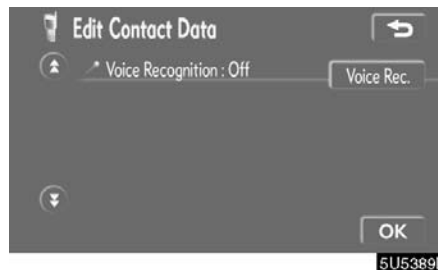 Edit Contact Data
Voice Recognition : Off
Voice Rec.
OK
5U5389